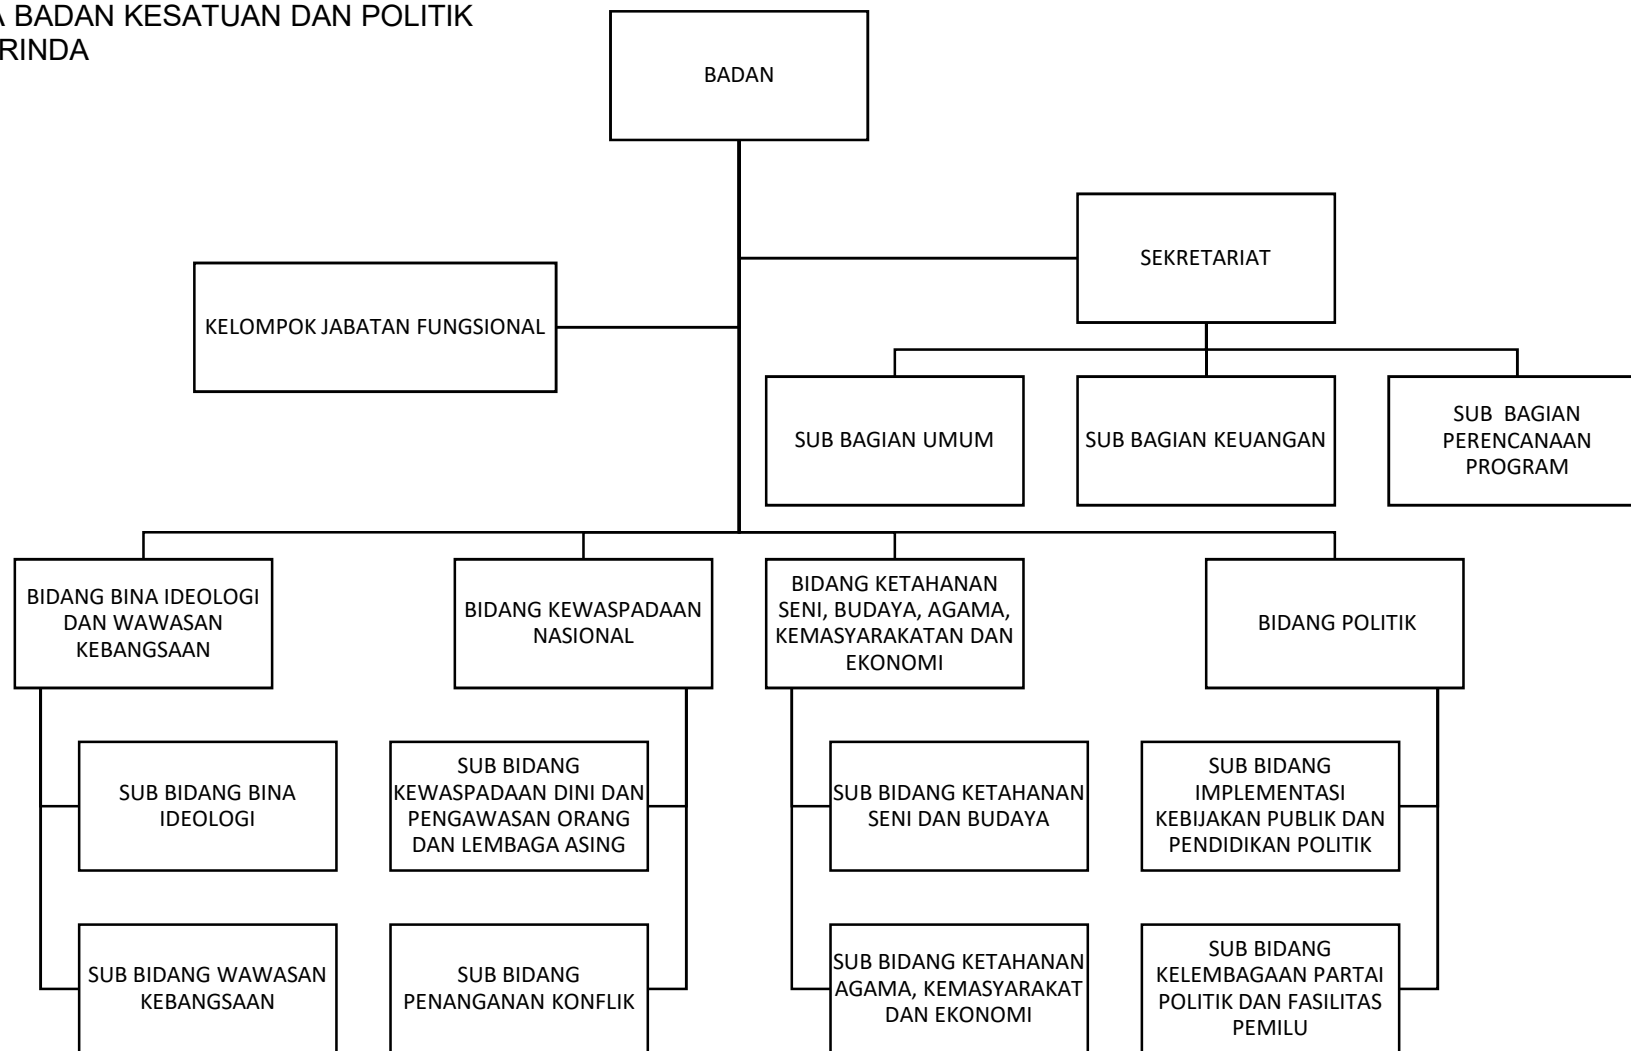 A BADAN KESATUAN DAN POLITIK
RINDA
BADAN
SEKRETARIAT
KELOMPOK JABATAN FUNGSIONAL
SUB BAGIAN UMUM
SUB BAGIAN KEUANGAN
SUB BAGIAN
PERENCANAAN
PROGRAM
BIDANG BINA IDEOLOGI
DAN WAWASAN
KEBANGSAAN
BIDANG KEWASPADAAN
NASIONAL
BIDANG KETAHANAN
SENI, BUDAYA, AGAMA,
KEMASYARAKATAN DAN
EKONOMI
BIDANG POLITIK
SUB BIDANG BINA
IDEOLOGI
SUB BIDANG
KEWASPADAAN DINI DAN
PENGAWASAN ORANG
DAN LEMBAGA ASING
SUB BIDANG KETAHANAN
SENI DAN BUDAYA
SUB BIDANG
IMPLEMENTASI
KEBIJAKAN PUBLIK DAN
PENDIDIKAN POLITIK
SUB BIDANG WAWASAN
KEBANGSAAN
SUB BIDANG
PENANGANAN KONFLIK
SUB BIDANG KETAHANAN
AGAMA, KEMASYARAKAT
DAN EKONOMI
SUB BIDANG
KELEMBAGAAN PARTAI
POLITIK DAN FASILITAS
PEMILU